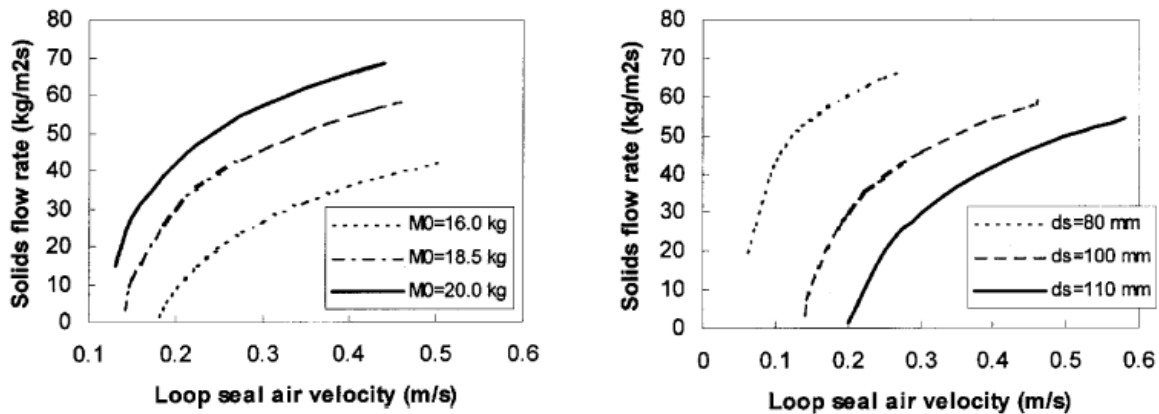 80
70
60
50
40
30
20
10
0
Solids flow rate (kg/m2s)
M0=16.0 kg
M0=18.5 kg
M0=20.0 kg
0.1 0.2 0.3 0.4 0.5 0.6
Loop seal air velocity (m/s)
80
70
60
50
40
30
20
10
0
Solids flow rate (kg/m2s)
ds=80 mm
ds=100 mm
ds=110 mm
0 0.1 0.2 0.3 0.4 0.5 0.6
Loop seal air velocity (m/s)